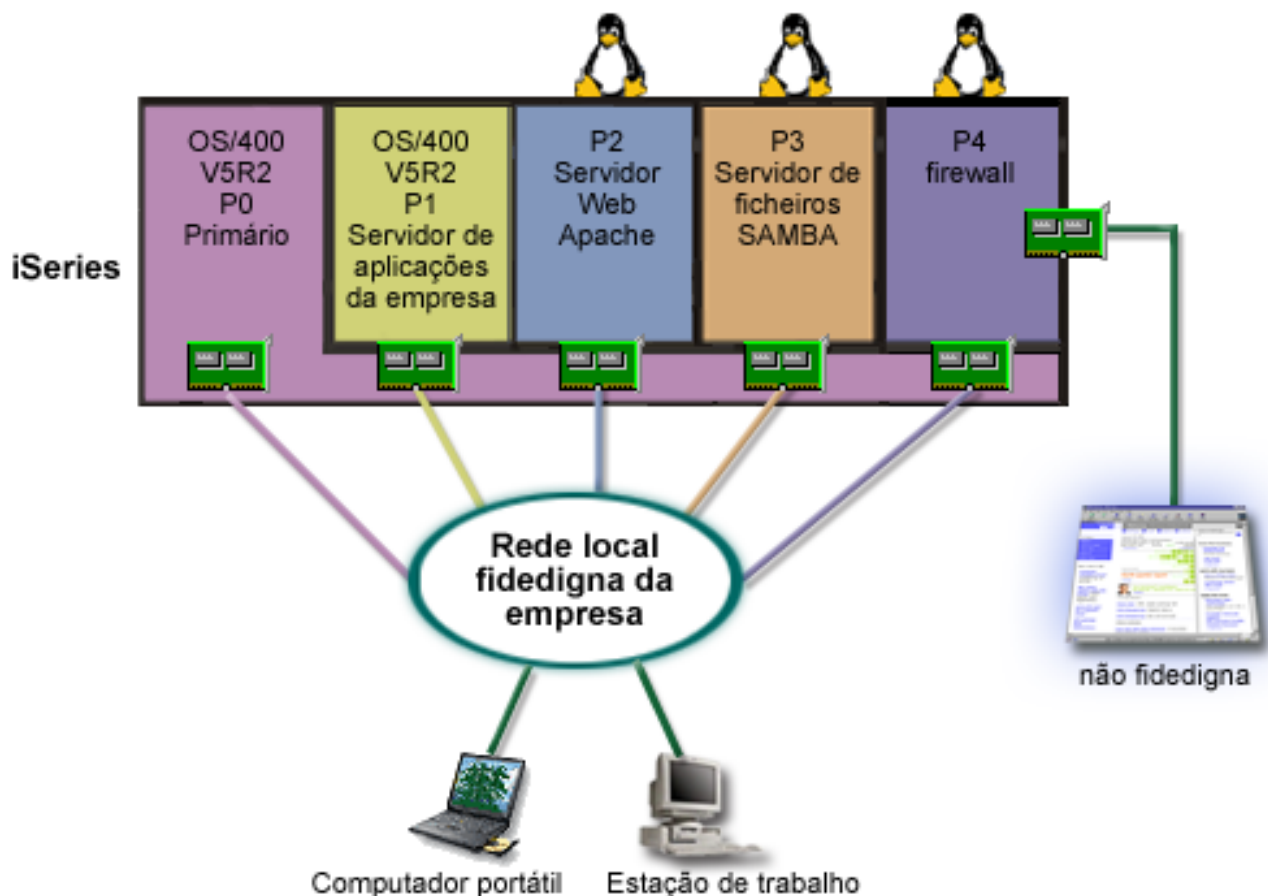 OS/400
V5R2
P0
Primário
OS/400
V5R2
P1
Servidor de
aplicações
da empresa
P2
Servidor
Web
Apache
P3
Servidor de
ficheiros
SAMBA
P4
firewall
iSeries
Rede local
fidedigna da
empresa
não fidedigna
Computador portátil
Estação de trabalho